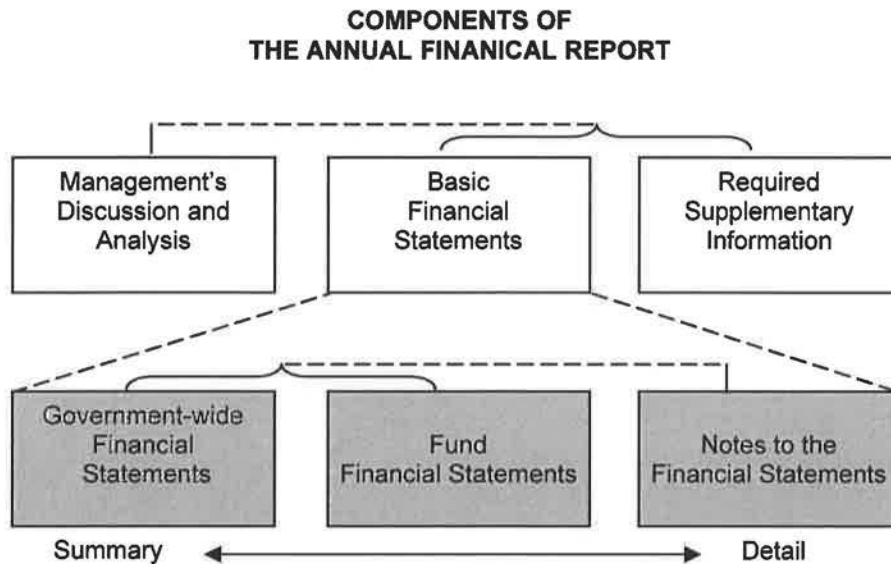 COMPONENTS OF
THE ANNUAL FINANICAL REPORT
Management's
Discussion and
Analysis
Basic
Financial
Statements
Required
Supplementary
Information
Government-wide
Financial
Statements
Fund
Financial Statements
Notes to the
Financial Statements
Summary
Detail